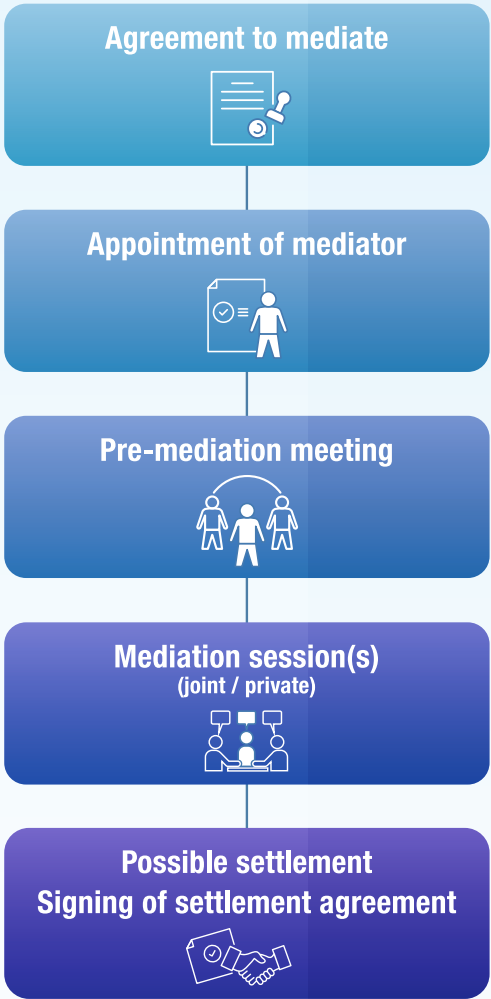 Agreement to mediate
Appointment of mediator
Pre-mediation meeting
Mediation session(s)
(joint / private)
Possible settlement
Signing of settlement agreement